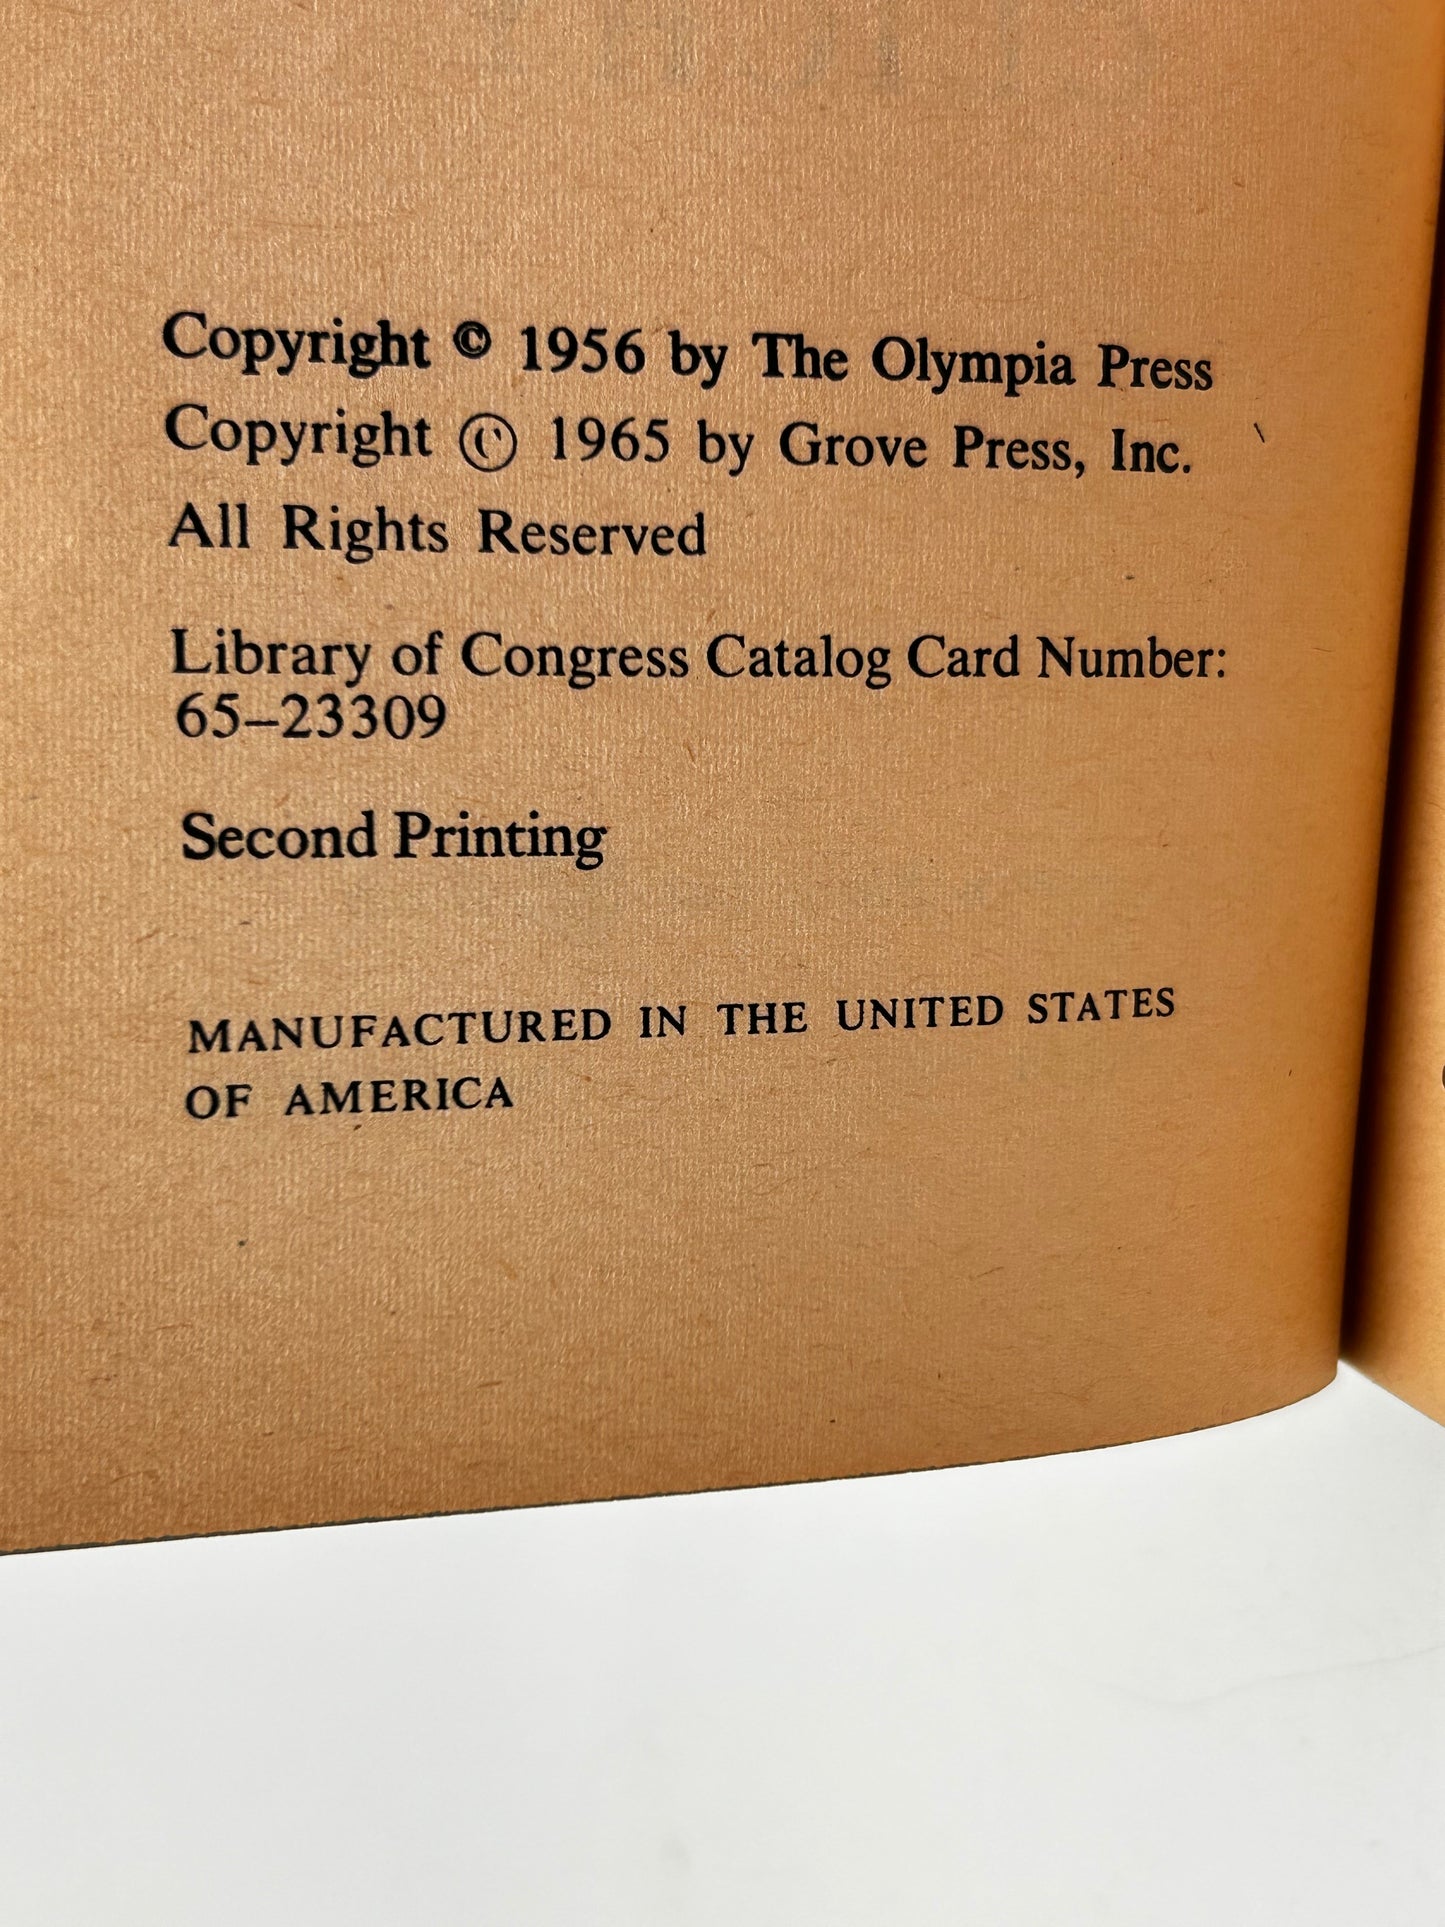 Copyright © 1956 by The Olympia Press
Copyright © 1965 by Grove Press, Inc.
All Rights Reserved
Library of Congress Catalog Card Number:
65–23309
Second Printing
MANUFACTURED IN THE UNITED STATES
OF AMERICA